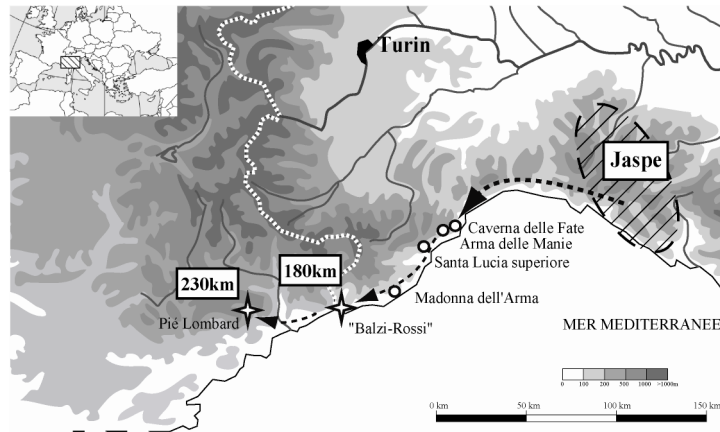 Turin
Jaspe
Caverna delle Fate
Arma delle Manie
Santa Lucia superiore
180km
230km
Madonna dell'Arma
Pié Lombard
"Balzi-Rossi"
MER MEDITERRANEE
0 100 200 500 1000 >1000m
0 km 50 km 100 km 150 km